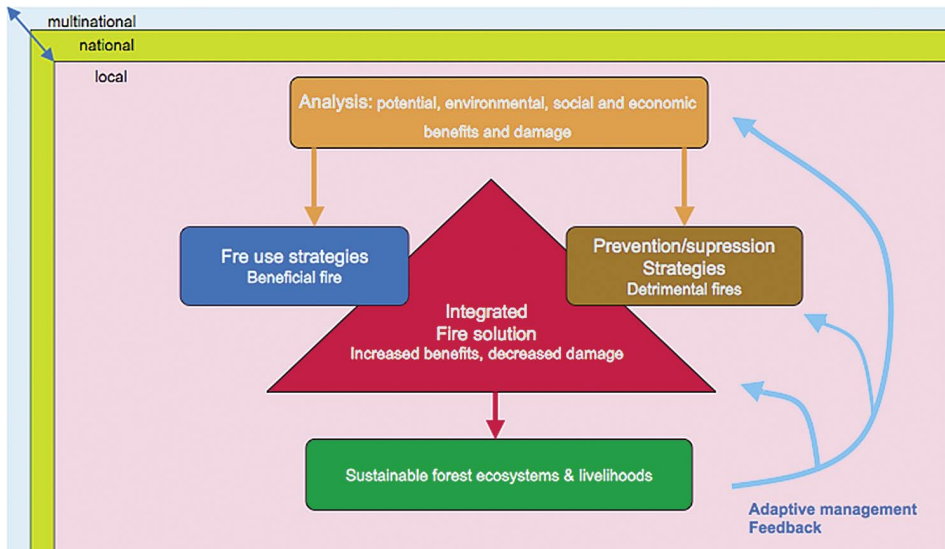 multinational
national
local
Analysis: potential, environmental, social and economic
benefits and damage
Fre use strategies
Beneficial fire
Prevention/supression
Strategies
Detrimental fires
Integrated
Fire solution
Increased benefits, decreased damage
Sustainable forest ecosystems & livelihoods
Adaptive management
Feedback